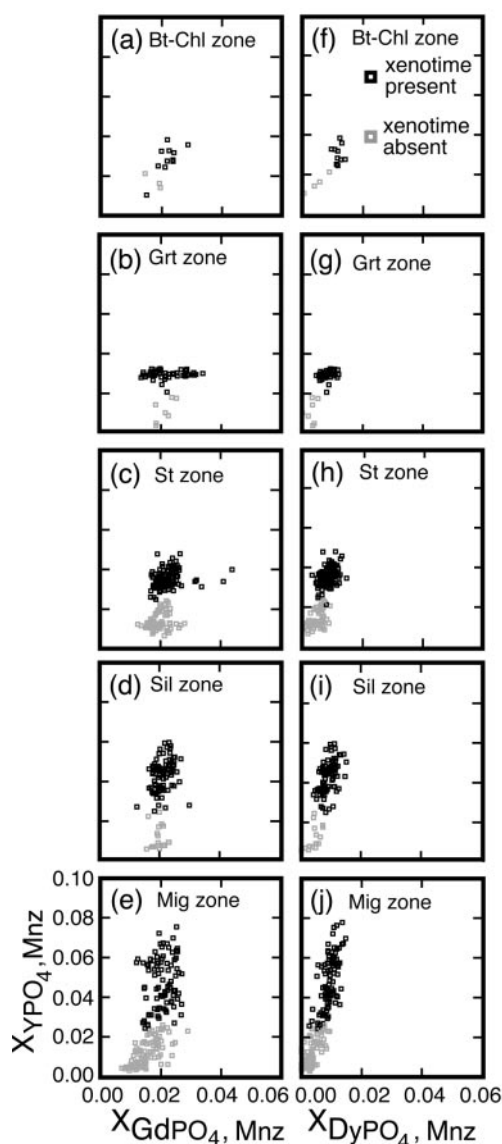 (a) Bt-Chl zone
(f) Bt-Chl zone
xenotime
present
xenotime
absent
(b) Grt zone
(g) Grt zone
(c) St zone
(h) St zone
(d) Sil zone
(i) Sil zone
(e) Mig zone
(j) Mig zone
0.10
0.08
0.06
0.04
0.02
0.00
XYPO4, Mnz
0.00 0.02 0.04 0.06
0.00 0.02 0.04 0.06
XGdPO4, Mnz
XDyPO4, Mnz